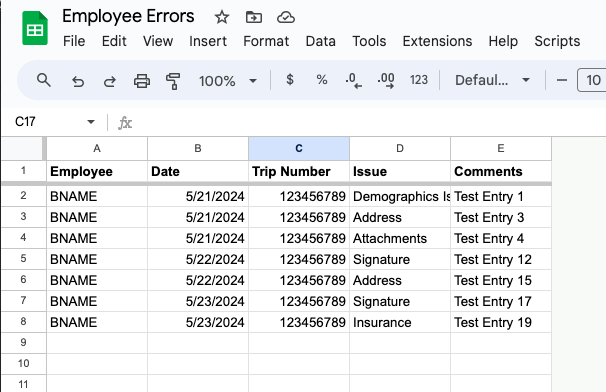 Employee Errors
File Edit View Insert Format Data Tools Extensions Help Scripts
100% $ % .0 .00 123 Defaul... 10
C17 fx
A B C D E
1 Employee Date Trip Number Issue Comments
2 BNAME 5/21/2024 123456789 Demographics Is Test Entry 1
3 BNAME 5/21/2024 123456789 Address Test Entry 3
4 BNAME 5/21/2024 123456789 Attachments Test Entry 4
5 BNAME 5/22/2024 123456789 Signature Test Entry 12
6 BNAME 5/22/2024 123456789 Address Test Entry 15
7 BNAME 5/23/2024 123456789 Signature Test Entry 17
8 BNAME 5/23/2024 123456789 Insurance Test Entry 19
9
10
11